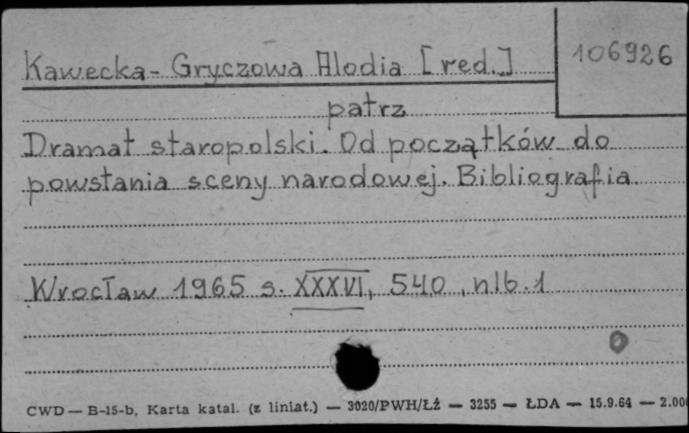 106926
Kawecka-Gryczowa Alodia [red.]
patrz
Dramat staropolski. Od początków do
powstania sceny narodowej. Bibliografia.
Wrocław 1965 s. XXXVI, 540, nlb. 1
CWD — B-15-b, Karta katal. (z liniat.) — 3020/PWH/Łż — 3255 — ŁDA — 15.9.64 — 2.00